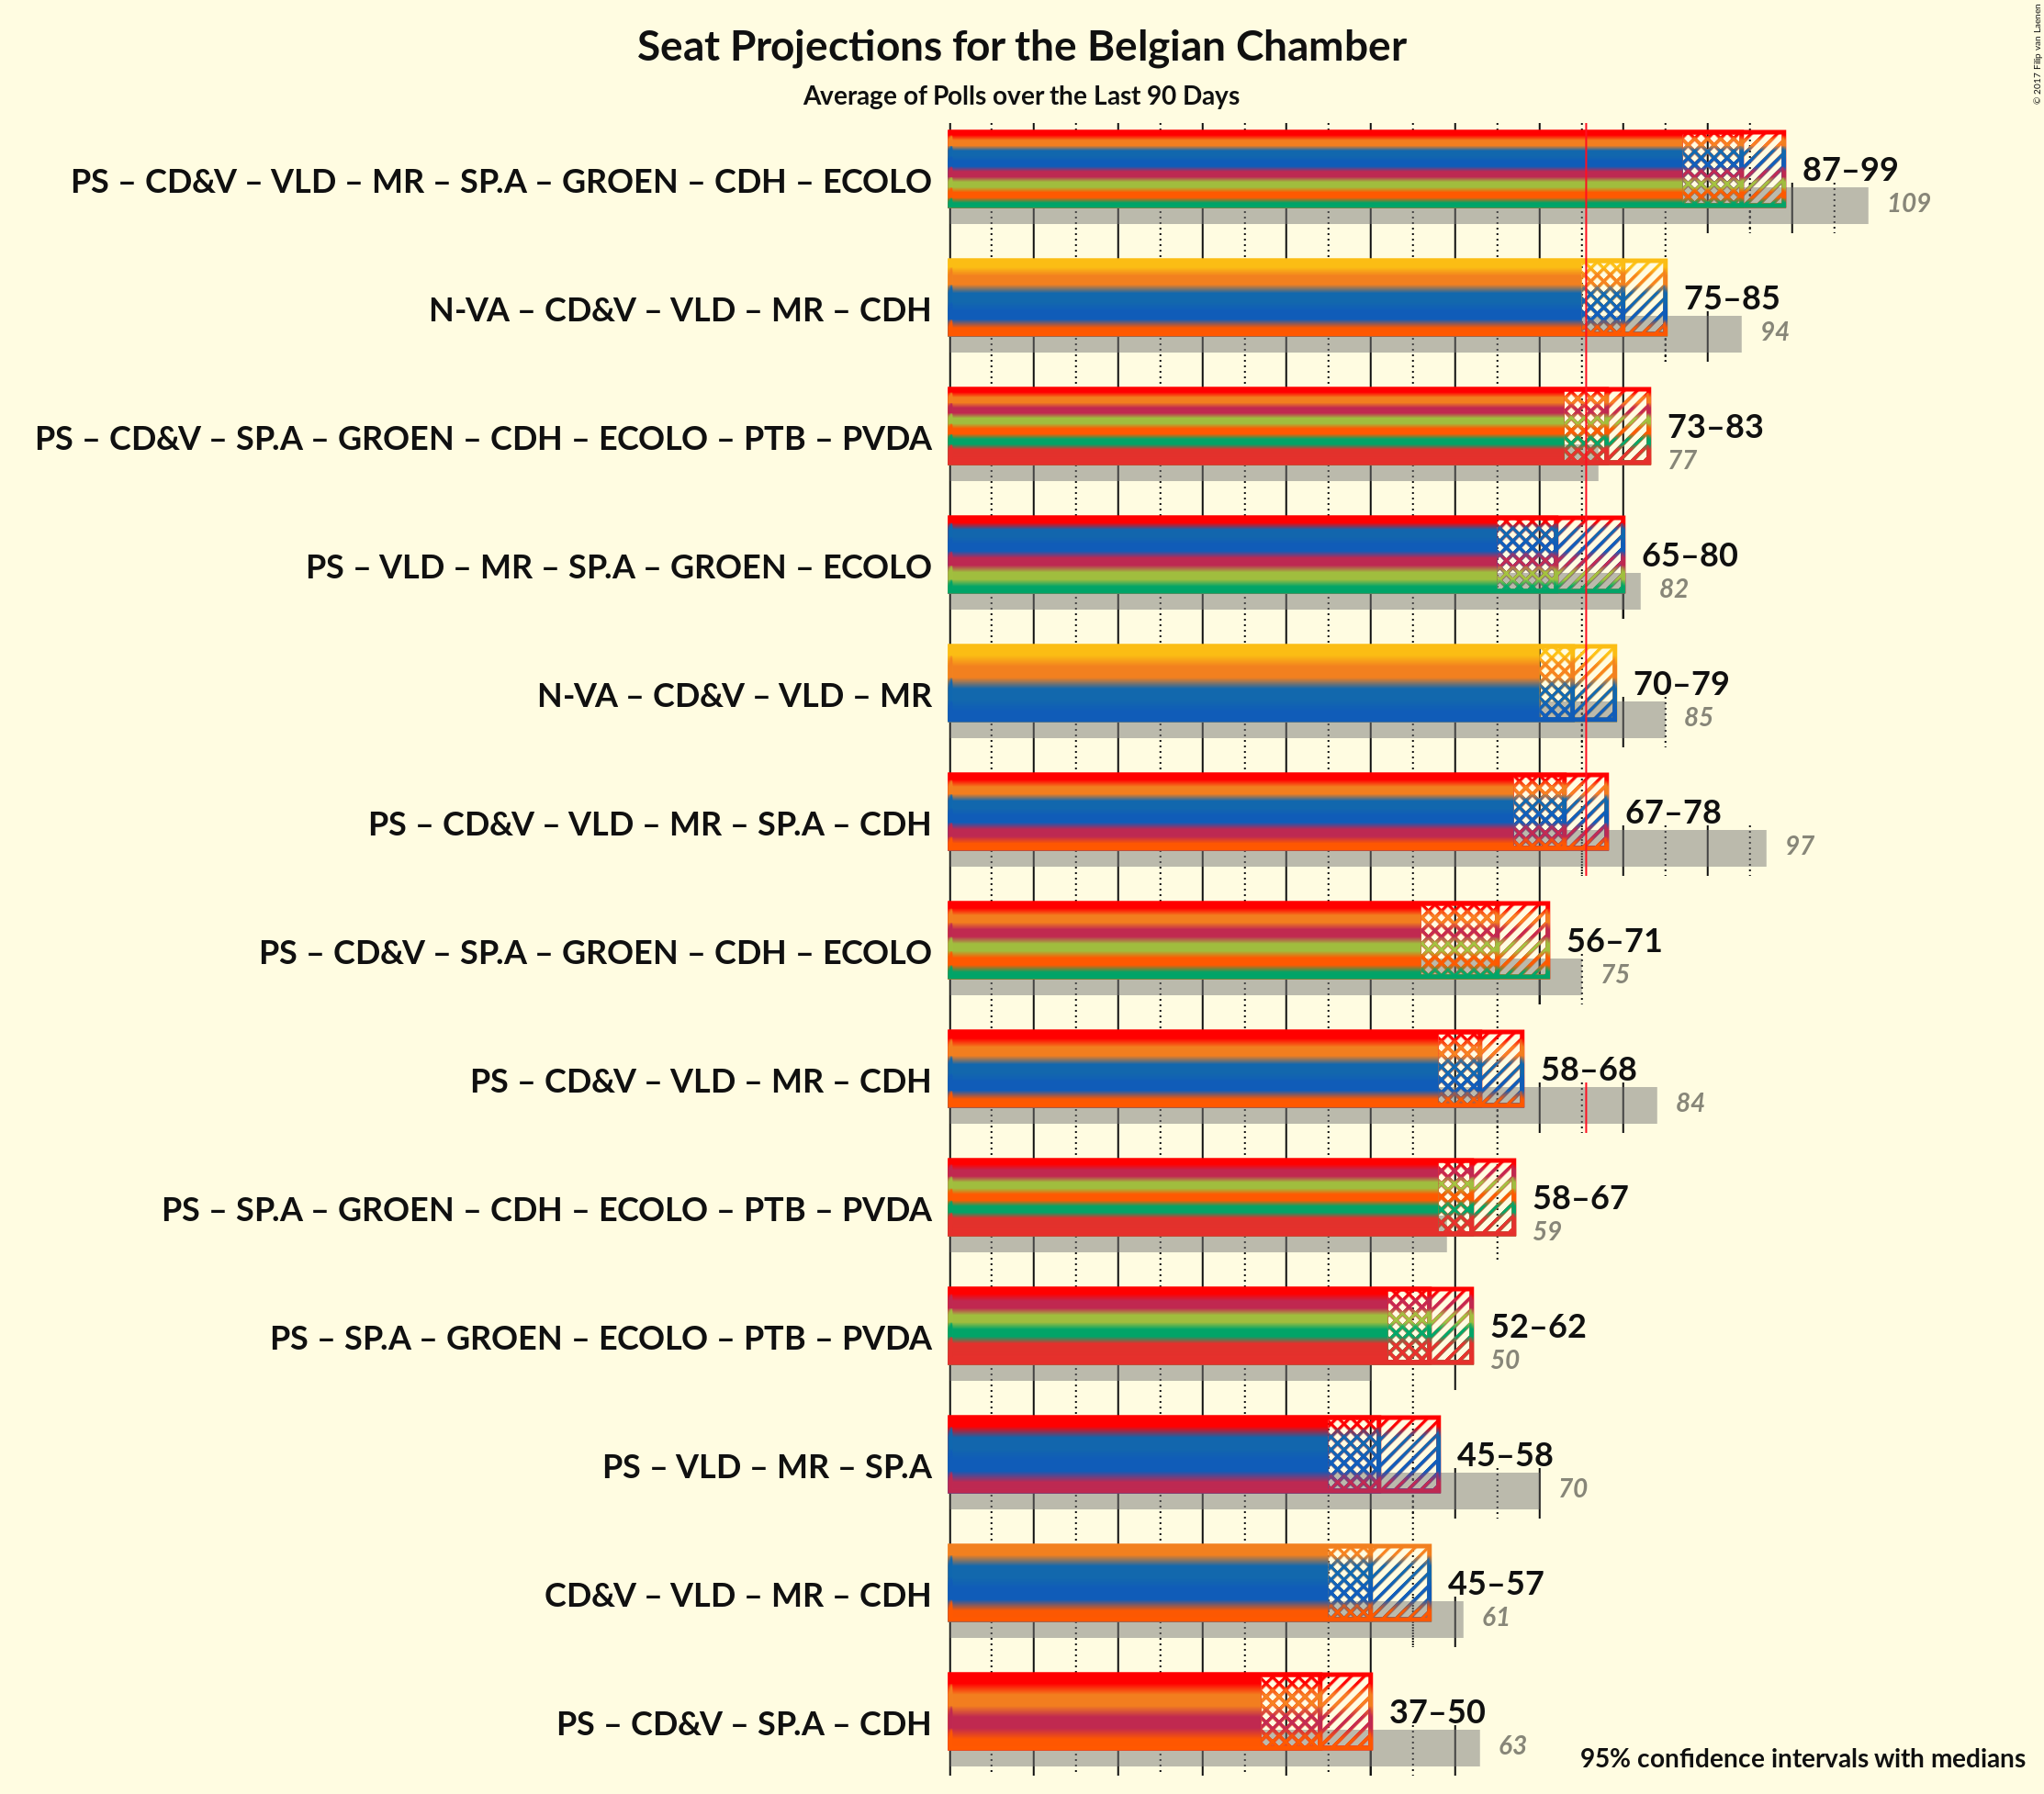 Seat Projections for the Belgian Chamber
Average of Polls over the Last 90 Days
© 2017 Filip van Laenen
PS – CD&V – VLD – MR – SP.A – GROEN – CDH – ECOLO
87–99
109
N-VA – CD&V – VLD – MR – CDH
75–85
94
PS – CD&V – SP.A – GROEN – CDH – ECOLO – PTB – PVDA
73–83
77
PS – VLD – MR – SP.A – GROEN – ECOLO
65–80
82
N-VA – CD&V – VLD – MR
70–79
85
PS – CD&V – VLD – MR – SP.A – CDH
67–78
97
PS – CD&V – SP.A – GROEN – CDH – ECOLO
56–71
75
PS – CD&V – VLD – MR – CDH
58–68
84
PS – SP.A – GROEN – CDH – ECOLO – PTB – PVDA
58–67
59
PS – SP.A – GROEN – ECOLO – PTB – PVDA
52–62
50
PS – VLD – MR – SP.A
45–58
70
CD&V – VLD – MR – CDH
45–57
61
PS – CD&V – SP.A – CDH
37–50
63
95% confidence intervals with medians